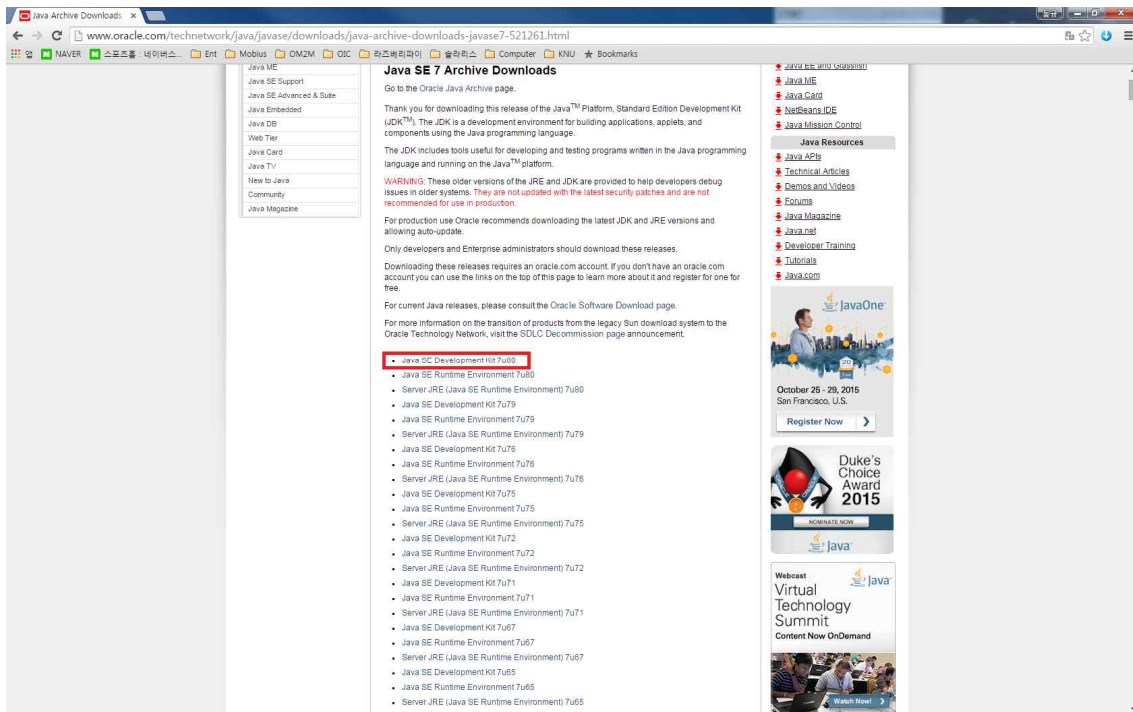 Java Archive Downloads
www.oracle.com/technetwork/java/javase/downloads/java-archive-downloads-javase7-521261.html
앱 NAVER 스포츠홈 : 네이버스... Ent Mobius OM2M OIC 라즈베리파이 솔라리스 Computer KNU Bookmarks
Java ME
Java SE Support
Java SE Advanced & Suite
Java Embedded
Java DB
Web Tier
Java Card
Java TV
New to Java
Community
Java Magazine
Java SE 7 Archive Downloads
Go to the Oracle Java Archive page.
Thank you for downloading this release of the Java™ Platform, Standard Edition Development Kit
(JDK™). The JDK is a development environment for building applications, applets, and
components using the Java programming language.
The JDK includes tools useful for developing and testing programs written in the Java programming
language and running on the Java™ platform.
WARNING: These older versions of the JRE and JDK are provided to help developers debug
issues in older systems. They are not updated with the latest security patches and are not
recommended for use in production.
For production use Oracle recommends downloading the latest JDK and JRE versions and
allowing auto-update.
Only developers and Enterprise administrators should download these releases.
Downloading these releases requires an oracle.com account. If you don't have an oracle.com
account you can use the links on the top of this page to learn more about it and register for one for
free.
For current Java releases, please consult the Oracle Software Download page.
For more information on the transition of products from the legacy Sun download system to the
Oracle Technology Network, visit the SDLC Decommission page announcement.
Java SE Development Kit 7u80
Java SE Runtime Environment 7u80
Server JRE (Java SE Runtime Environment) 7u80
Java SE Development Kit 7u79
Java SE Runtime Environment 7u79
Server JRE (Java SE Runtime Environment) 7u79
Java SE Development Kit 7u76
Java SE Runtime Environment 7u76
Server JRE (Java SE Runtime Environment) 7u76
Java SE Development Kit 7u75
Java SE Runtime Environment 7u75
Server JRE (Java SE Runtime Environment) 7u75
Java SE Development Kit 7u72
Java SE Runtime Environment 7u72
Server JRE (Java SE Runtime Environment) 7u72
Java SE Development Kit 7u71
Java SE Runtime Environment 7u71
Server JRE (Java SE Runtime Environment) 7u71
Java SE Development Kit 7u67
Java SE Runtime Environment 7u67
Server JRE (Java SE Runtime Environment) 7u67
Java SE Development Kit 7u65
Java SE Runtime Environment 7u65
Server JRE (Java SE Runtime Environment) 7u65
Java EE and Glassfish
Java ME
Java Card
NetBeans IDE
Java Mission Control
Java Resources
Java APIs
Technical Articles
Demos and Videos
Forums
Java Magazine
Java.net
Developer Training
Tutorials
Java.com
JavaOne
20
October 25 - 29, 2015
San Francisco, U.S.
Register Now
Duke's
Choice
Award
2015
NOMINATE NOW
Java
Webcast
Java
Virtual
Technology
Summit
Content Now OnDemand
Watch Now!